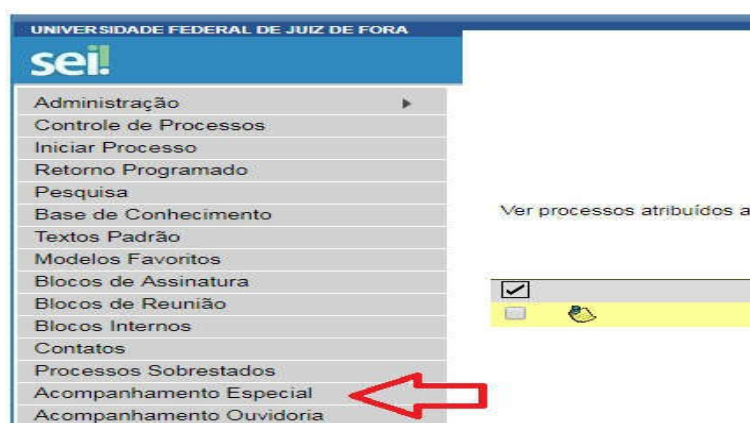 UNIVERSIDADE FEDERAL DE JUIZ DE FORA
sei!
Administração
Controle de Processos
Iniciar Processo
Retorno Programado
Pesquisa
Base de Conhecimento
Textos Padrão
Modelos Favoritos
Blocos de Assinatura
Blocos de Reunião
Blocos Internos
Contatos
Processos Sobrestados
Acompanhamento Especial
Acompanhamento Ouvidoria
Ver processos atribuídos a